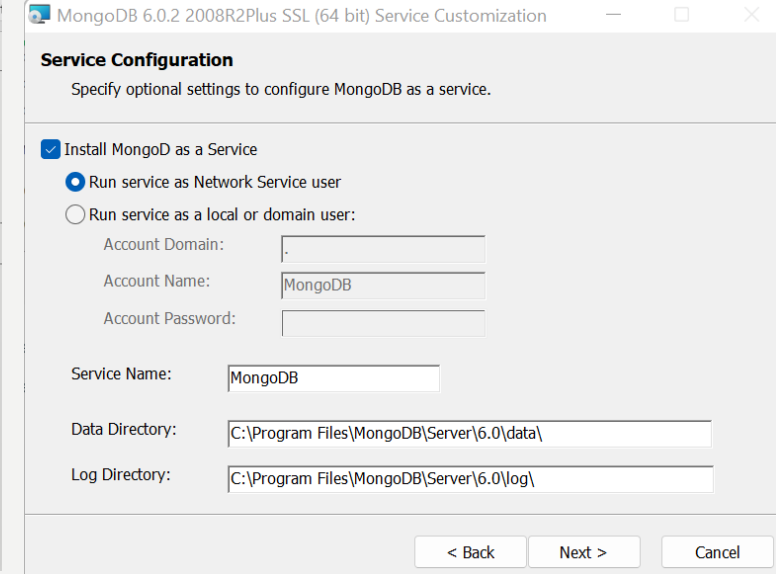 MongoDB 6.0.2 2008R2Plus SSL (64 bit) Service Customization
Service Configuration
Specify optional settings to configure MongoDB as a service.
Install MongoD as a Service
Run service as Network Service user
Run service as a local or domain user:
Account Domain: .
Account Name: MongoDB
Account Password:
Service Name: MongoDB
Data Directory: C:\Program Files\MongoDB\Server\6.0\data\
Log Directory: C:\Program Files\MongoDB\Server\6.0\log\
< Back Next > Cancel